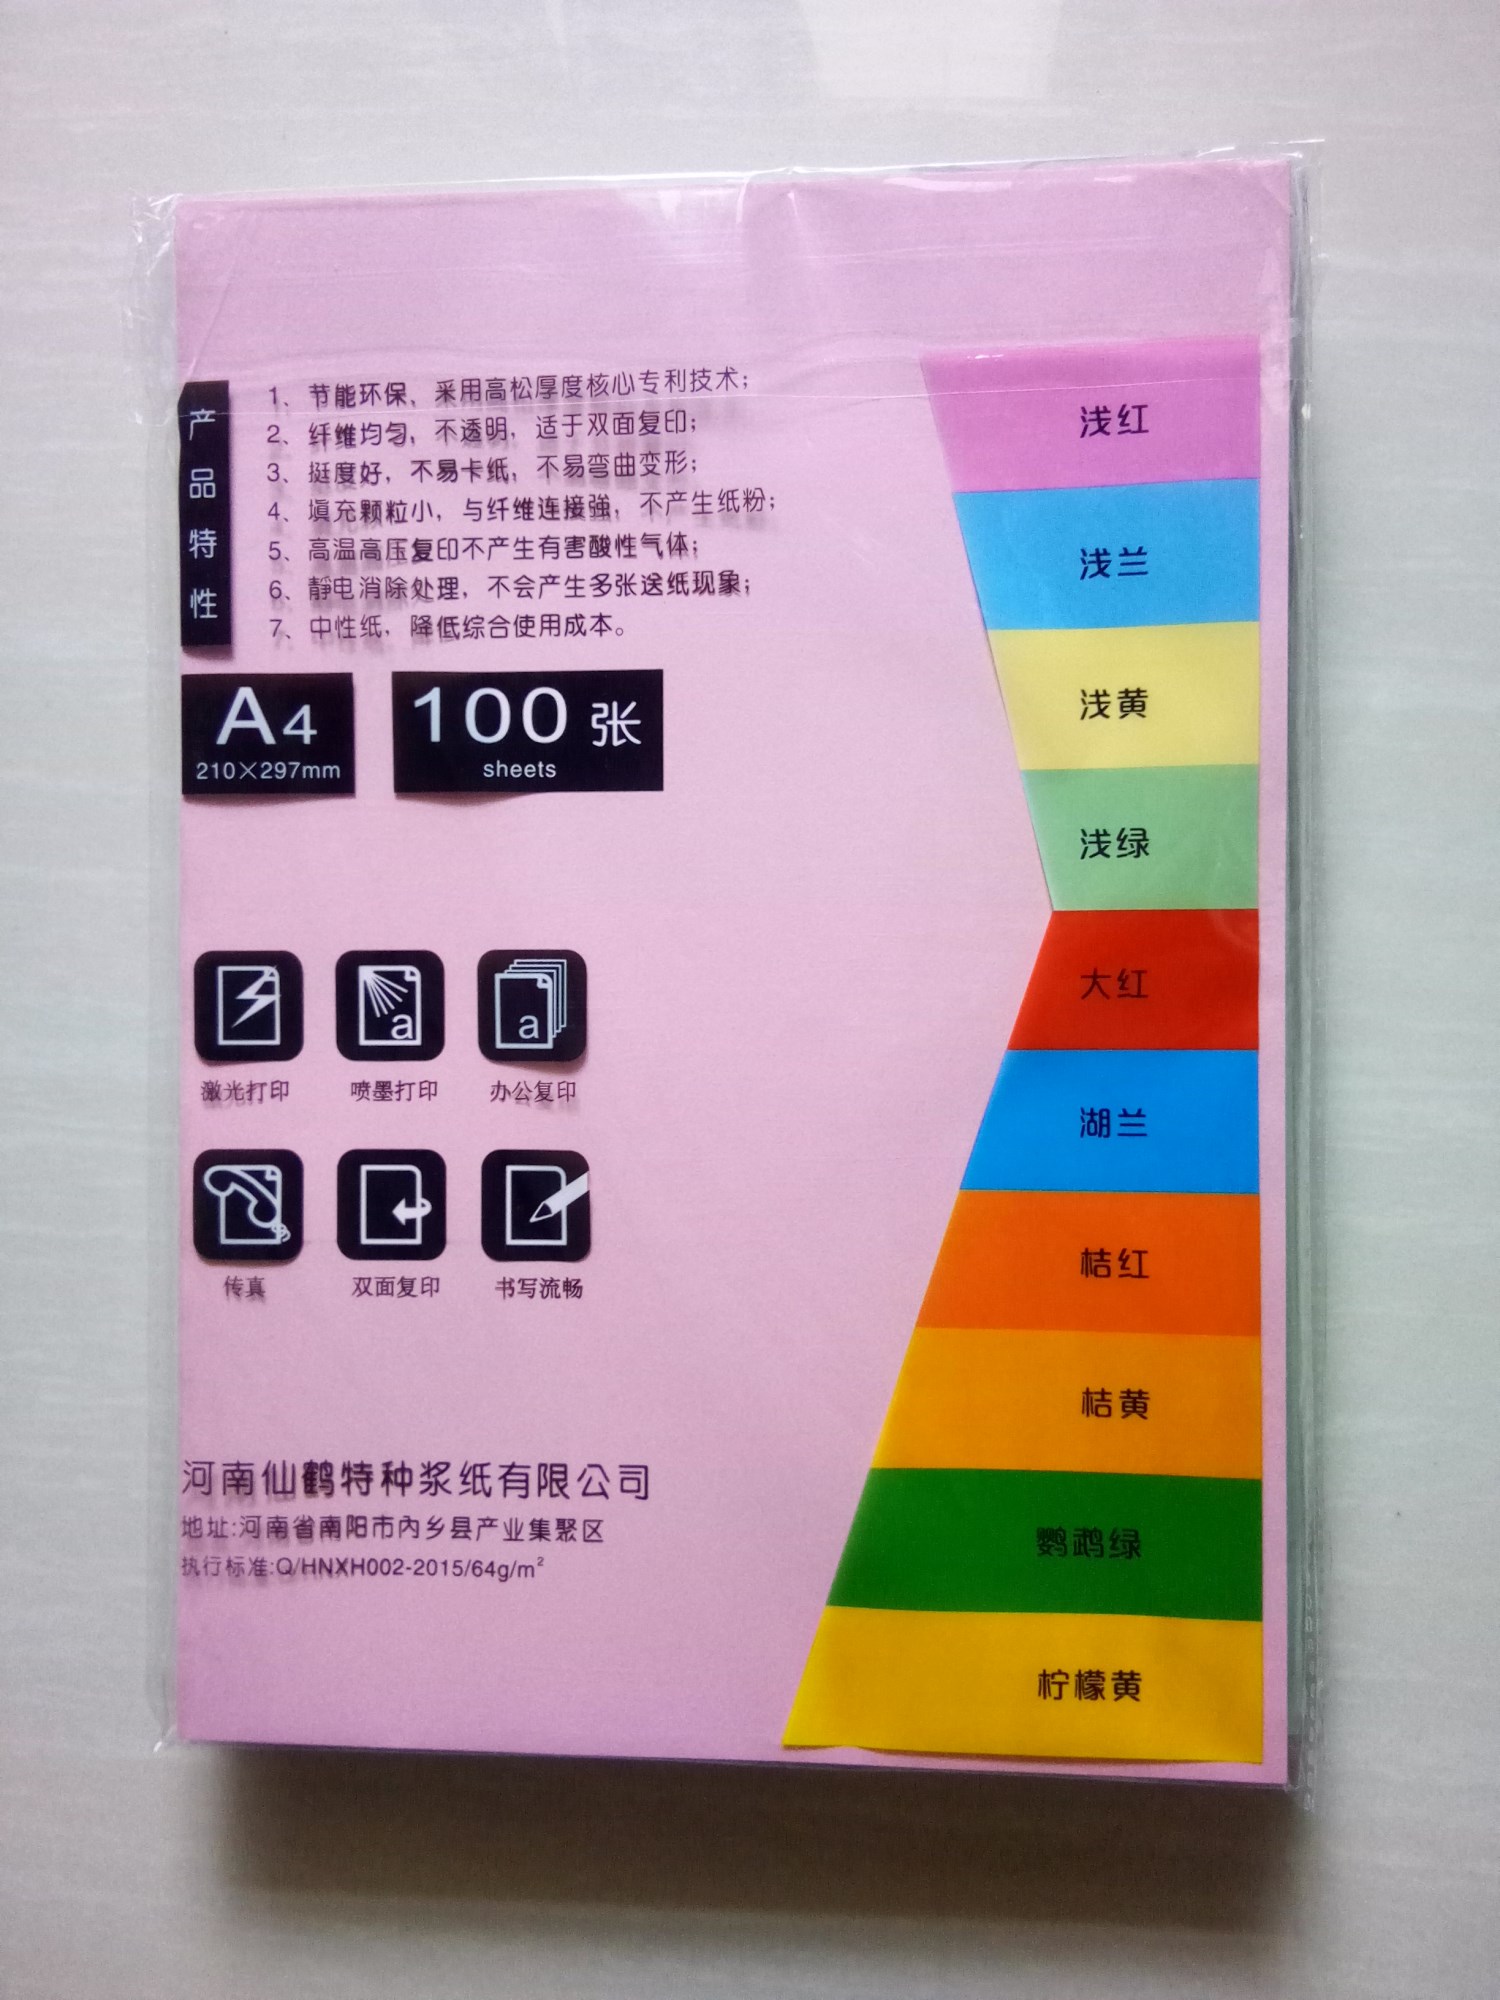 产品特性
1、节能环保，采用高松厚度核心专利技术；
2、纤维均匀，不透明，适于双面复印；
3、挺度好，不易卡纸，不易弯曲变形；
4、填充颗粒小，与纤维连接強，不产生纸粉；
5、高温高压复印不产生有害酸性气体；
6、静电消除处理，不会产生多张送纸现象；
7、中性纸，降低综合使用成本。
A4
210×297mm
100张
sheets
a
a
激光打印
喷墨打印
办公复印
传真
双面复印
书写流畅
河南仙鹤特种浆纸有限公司
地址:河南省南阳市内乡县产业集聚区
执行标准:Q/HNXH002-2015/64g/m²
浅红
浅兰
浅黄
浅绿
大红
湖兰
桔红
桔黄
鹦鹉绿
柠檬黄